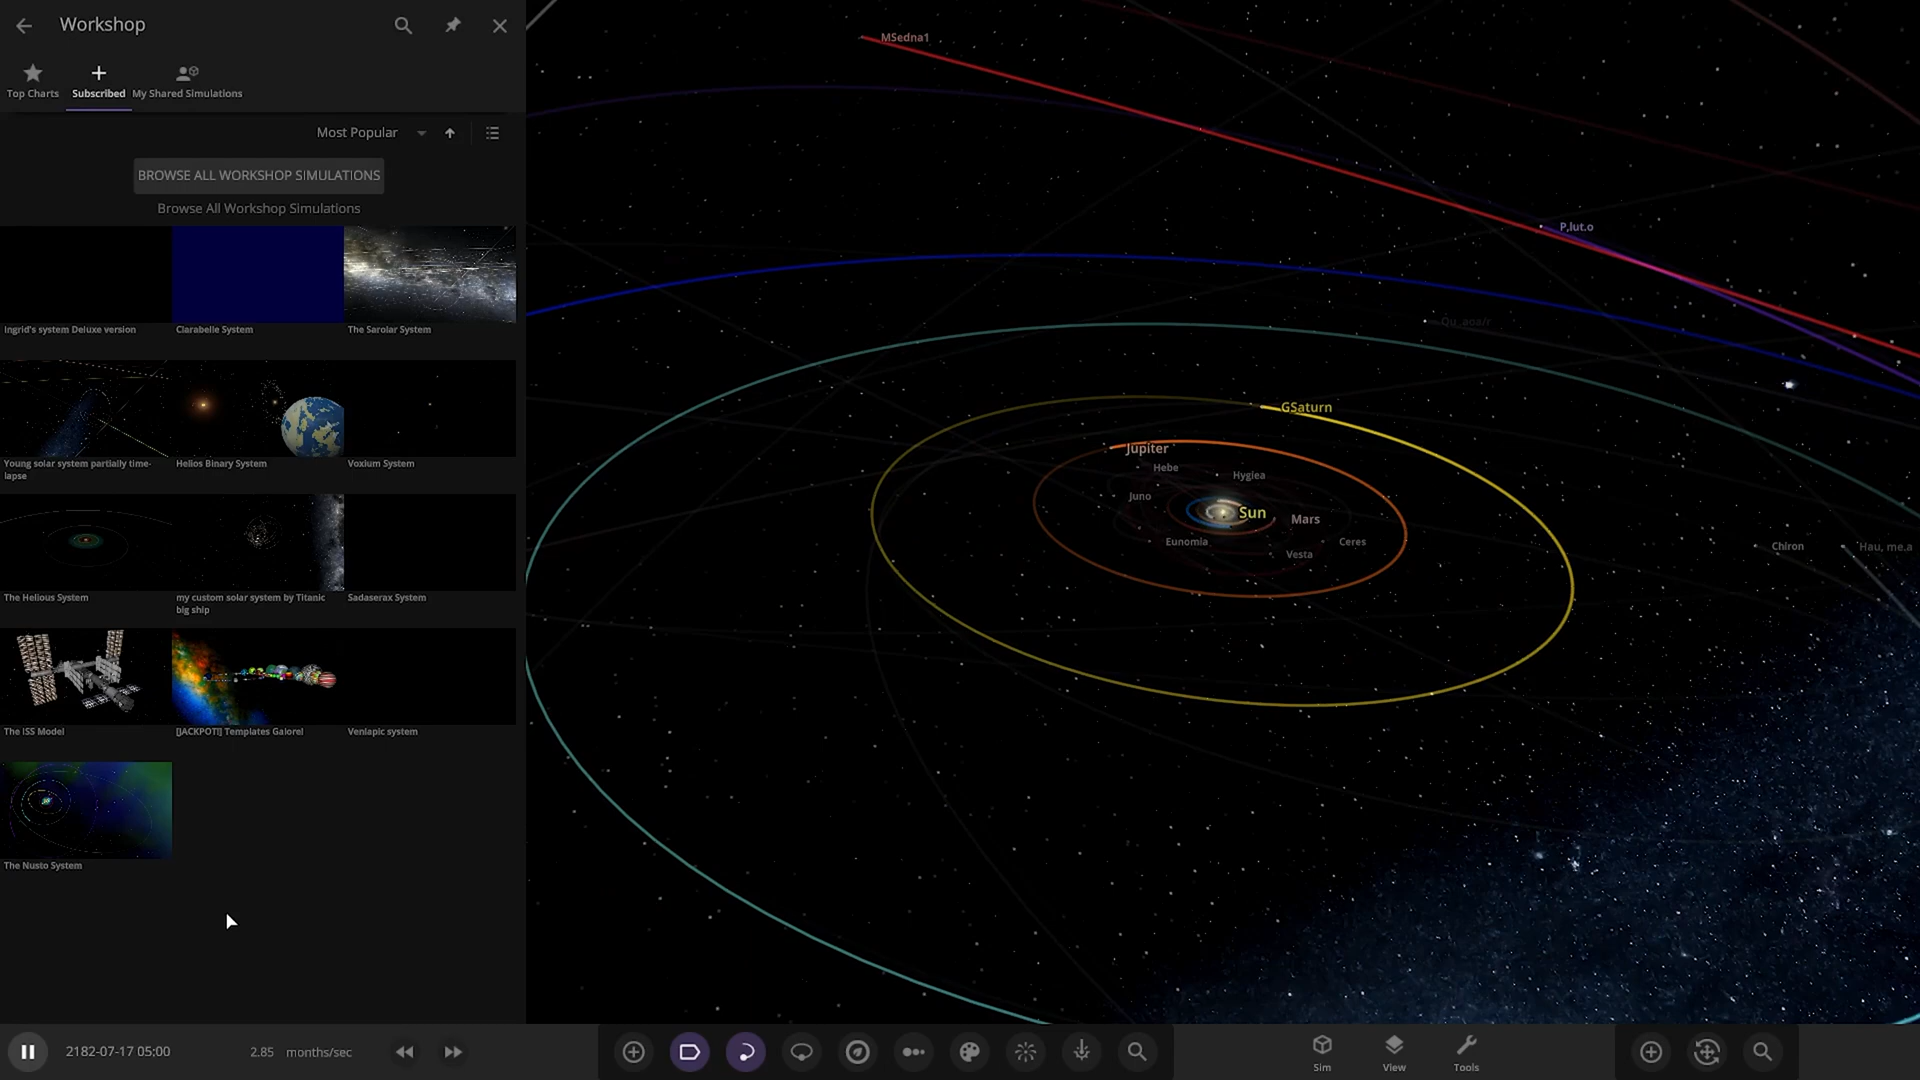 Workshop
Top Charts
Subscribed
My Shared Simulations
Most Popular
BROWSE ALL WORKSHOP SIMULATIONS
Browse All Workshop Simulations
Ingrid's system Deluxe version
Clarabelle System
The Sarolar System
Young solar system partially time-
lapse
Helios Binary System
Voxium System
The Helious System
my custom solar system by Titanic
big ship
Sadaserax System
The ISS Model
[JACKPOT!] Templates Galore!
Venlapic system
The Nusto System
MSedna1
P,lut.o
Qu_aoa/r
GSaturn
Jupiter
Hebe
Hygiea
Juno
Sun
Mars
Eunomia
Vesta
Ceres
Chiron
Hau, me.a
2182-07-17 05:00
2.85 months/sec
Sim
View
Tools